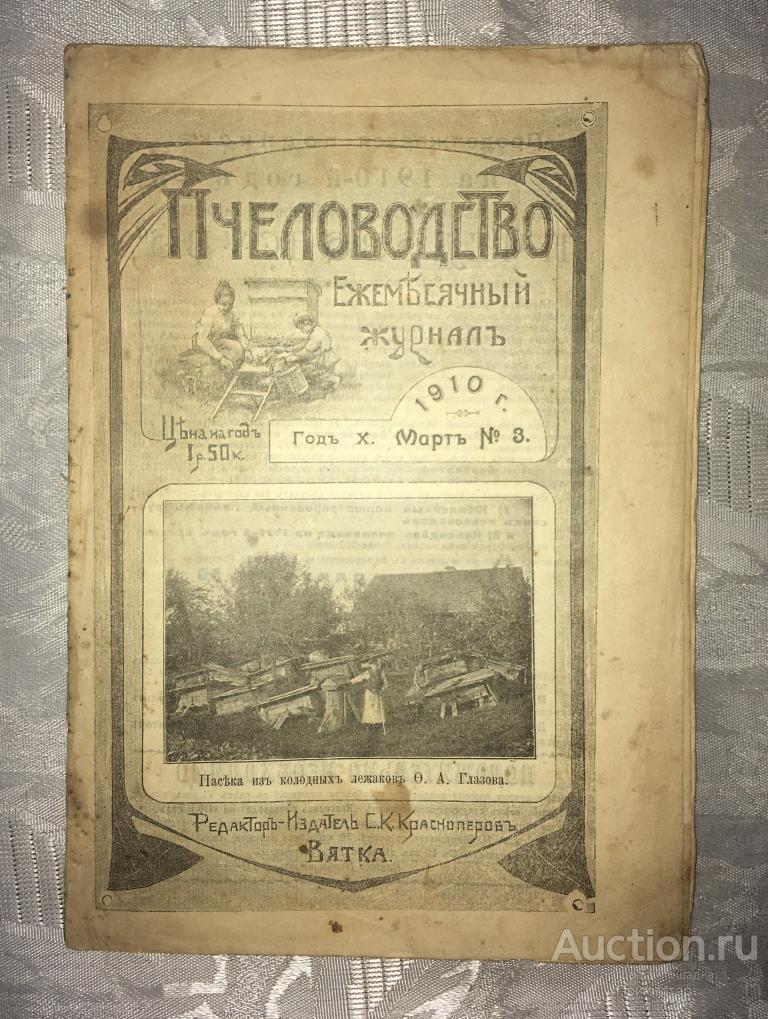 Пчеловодство
Ежемѣсячный
журналъ
1910 г.
Цѣна на годъ
1 р. 50 к.
Годъ X. Мартъ № 3.
Пасѣка изъ колодныхъ лежаковъ Ѳ. А. Глазова.
Редакторъ-Издатель С. К. Красноперовъ.
Вятка.
Auction.ru